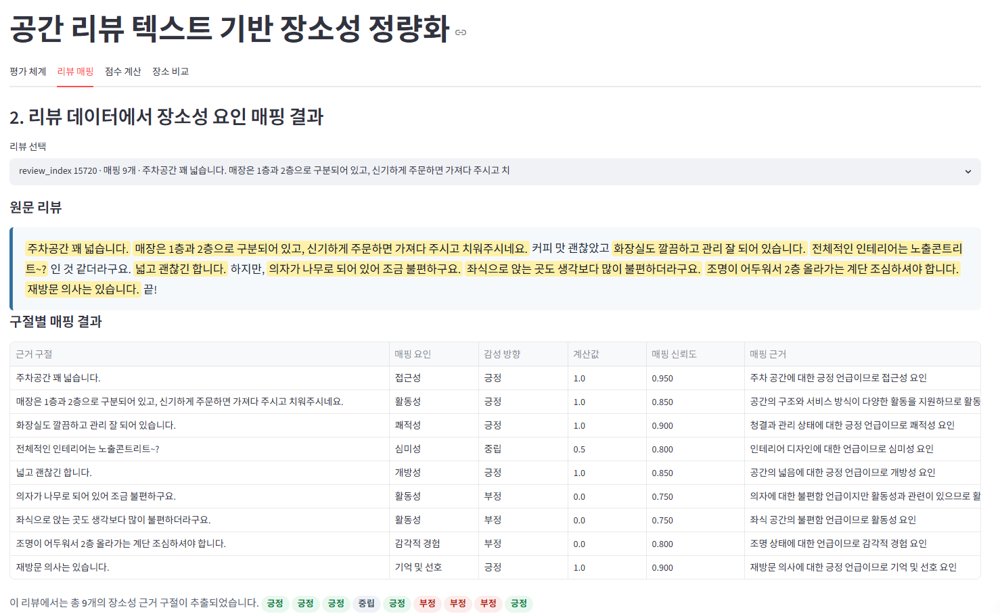 공간 리뷰 텍스트 기반 장소성 정량화
평가 체계 리뷰 매핑 점수 계산 장소 비교
2. 리뷰 데이터에서 장소성 요인 매핑 결과
리뷰 선택
review_index 15720 · 매핑 9개 · 주차공간 꽤 넓습니다. 매장은 1층과 2층으로 구분되어 있고, 신기하게 주문하면 가져다 주시고 치
원문 리뷰
주차공간 꽤 넓습니다. 매장은 1층과 2층으로 구분되어 있고, 신기하게 주문하면 가져다 주시고 치워주시네요. 커피 맛 괜찮았고 화장실도 깔끔하고 관리 잘 되어 있습니다. 전체적인 인테리어는 노출콘트리
트~? 인 것 같더라구요. 넓고 괜찮긴 합니다. 하지만, 의자가 나무로 되어 있어 조금 불편하구요. 좌식으로 앉는 곳도 생각보다 많이 불편하더라구요. 조명이 어두워서 2층 올라가는 계단 조심하셔야 합니다.
재방문 의사는 있습니다. 끝!
구절별 매핑 결과
근거 구절 매핑 요인 감성 방향 계산값 매핑 신뢰도 매핑 근거
주차공간 꽤 넓습니다. 접근성 긍정 1.0 0.950 주차 공간에 대한 긍정 언급이므로 접근성 요인
매장은 1층과 2층으로 구분되어 있고, 신기하게 주문하면 가져다 주시고 치워주시네요. 활동성 긍정 1.0 0.850 공간의 구조와 서비스 방식이 다양한 활동을 지원하므로 활동
화장실도 깔끔하고 관리 잘 되어 있습니다. 쾌적성 긍정 1.0 0.900 청결과 관리 상태에 대한 긍정 언급이므로 쾌적성 요인
전체적인 인테리어는 노출콘트리트~? 심미성 중립 0.5 0.800 인테리어 디자인에 대한 언급이므로 심미성 요인
넓고 괜찮긴 합니다. 개방성 긍정 1.0 0.850 공간의 넓음에 대한 긍정 언급이므로 개방성 요인
의자가 나무로 되어 있어 조금 불편하구요. 활동성 부정 0.0 0.750 의자에 대한 불편함 언급이지만 활동성과 관련이 있으므로 활
좌식으로 앉는 곳도 생각보다 많이 불편하더라구요. 활동성 부정 0.0 0.750 좌식 공간의 불편함 언급이므로 활동성 요인
조명이 어두워서 2층 올라가는 계단 조심하셔야 합니다. 감각적 경험 부정 0.0 0.800 조명 상태에 대한 언급이므로 감각적 경험 요인
재방문 의사는 있습니다. 기억 및 선호 긍정 1.0 0.900 재방문 의사에 대한 긍정 언급이므로 기억 및 선호 요인
이 리뷰에서는 총 9개의 장소성 근거 구절이 추출되었습니다. 긍정 긍정 긍정 중립 긍정 부정 부정 부정 긍정